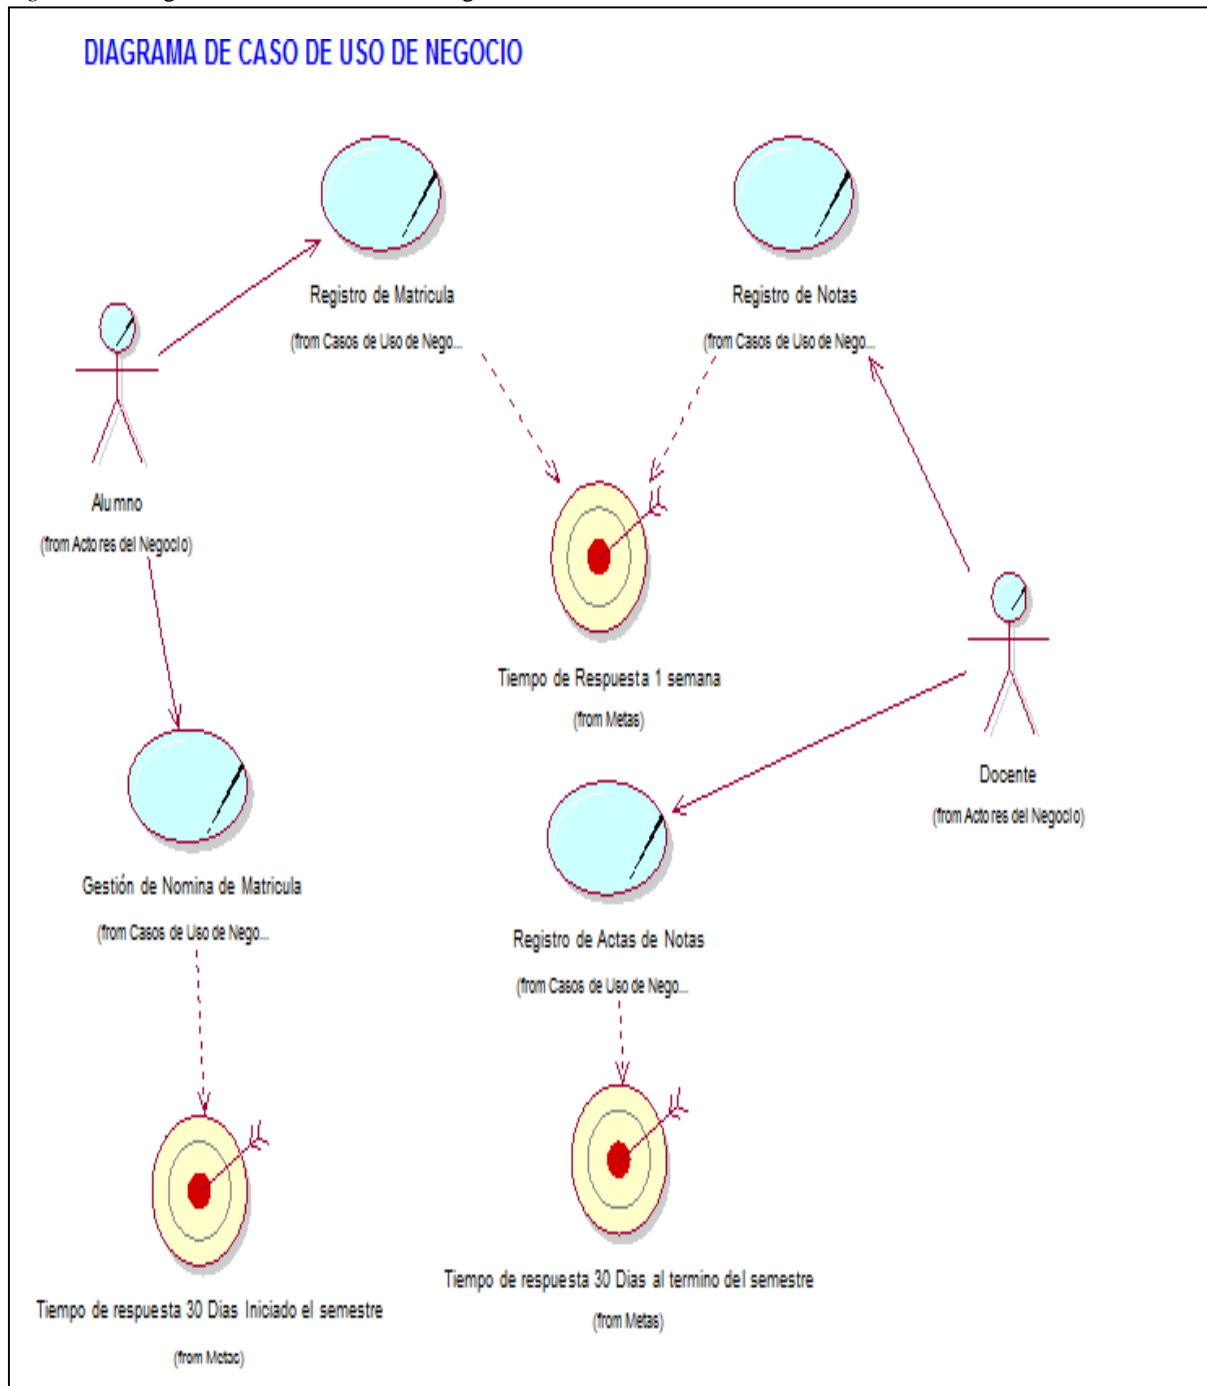 DIAGRAMA DE CASO DE USO DE NEGOCIO
Registro de Matricula
(from Casos de Uso de Nego...
Registro de Notas
(from Casos de Uso de Nego...
Alumno
(from Actores del Negocio)
Tiempo de Respuesta 1 semana
(from Metas)
Docente
(from Actores del Negocio)
Gestión de Nomina de Matricula
(from Casos de Uso de Nego...
Registro de Actas de Notas
(from Casos de Uso de Nego...
Tiempo de respuesta 30 Dias Iniciado el semestre
(from Metas)
Tiempo de respuesta 30 Dias al termino del semestre
(from Metas)